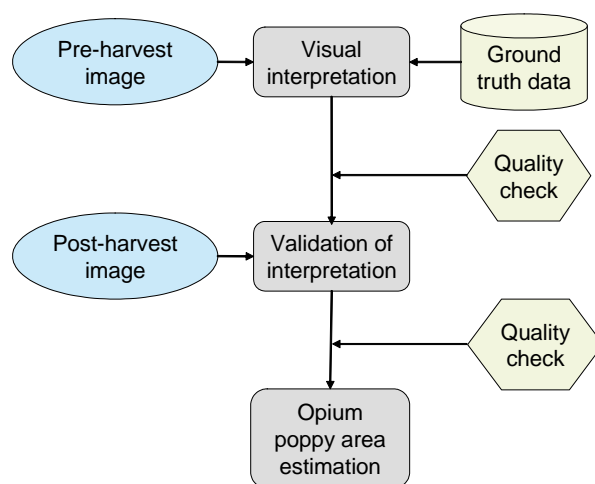 Pre-harvest
image
Visual
interpretation
Ground
truth data
Quality
check
Post-harvest
image
Validation of
interpretation
Quality
check
Opium
poppy area
estimation